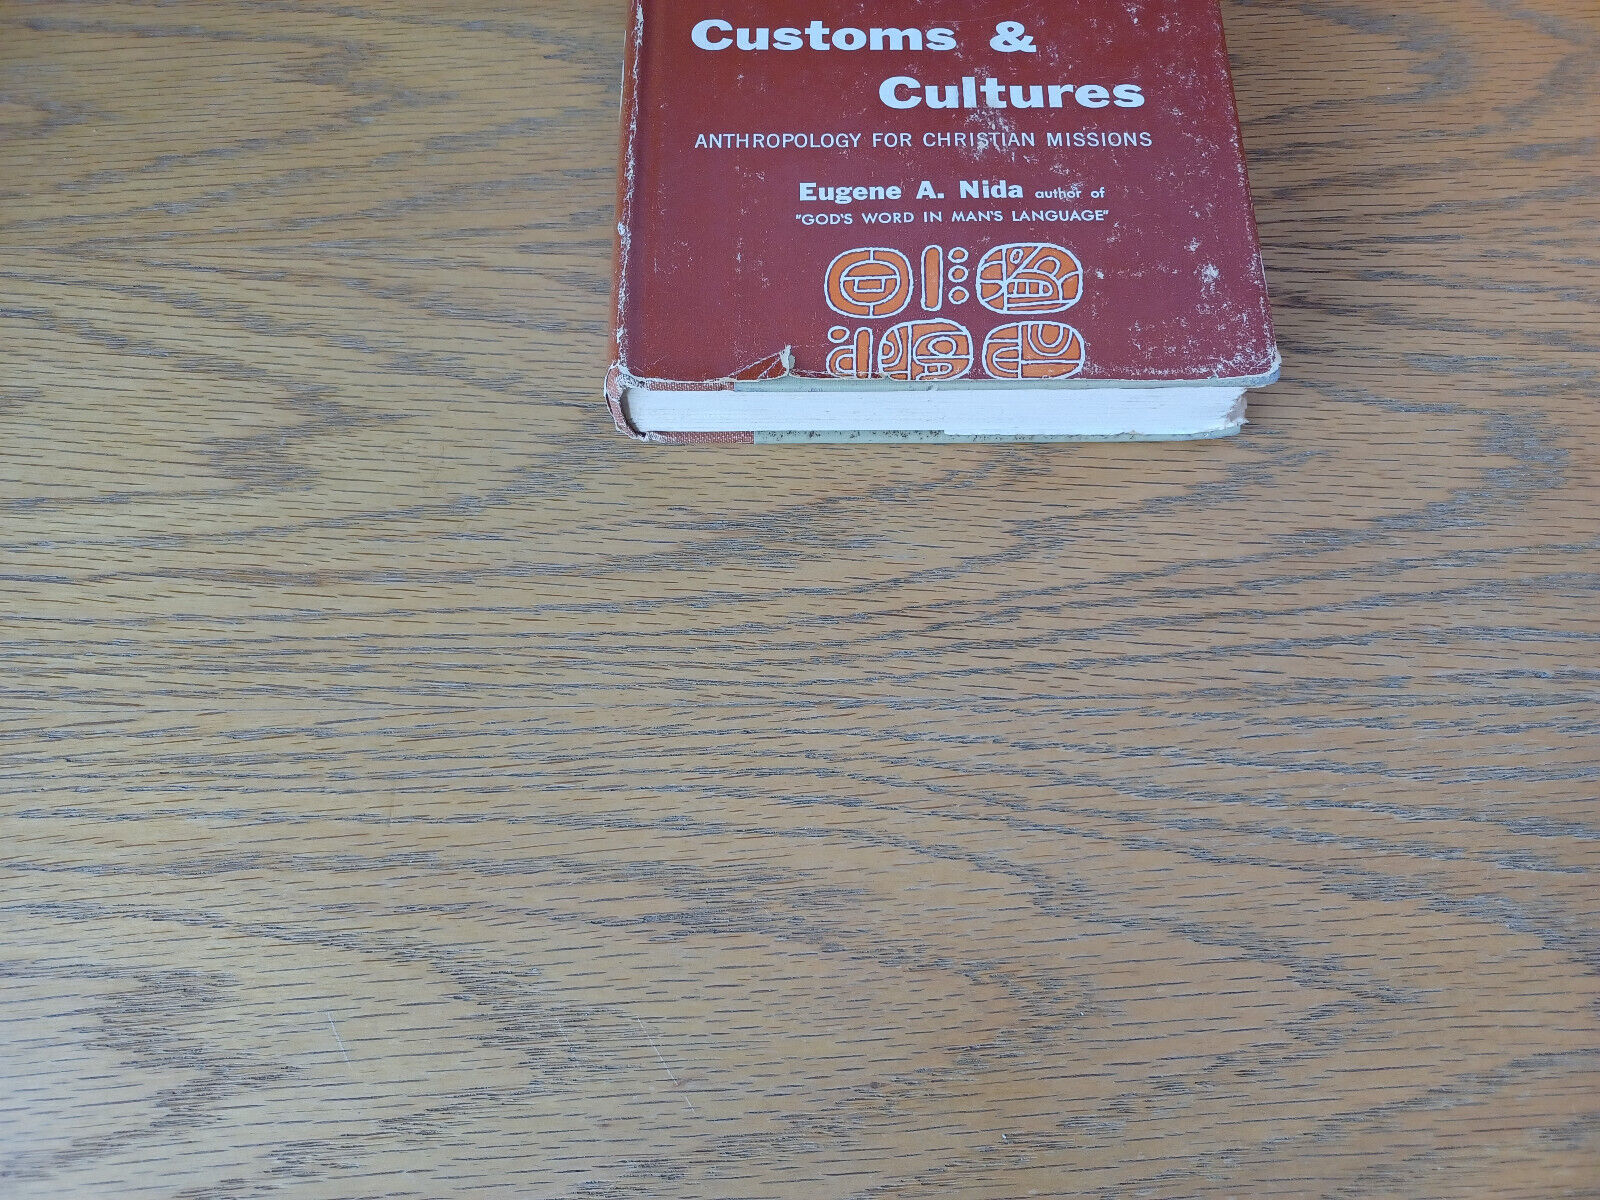 Customs &
Cultures
ANTHROPOLOGY FOR CHRISTIAN MISSIONS
Eugene A. Nida author of
"GOD'S WORD IN MAN'S LANGUAGE"